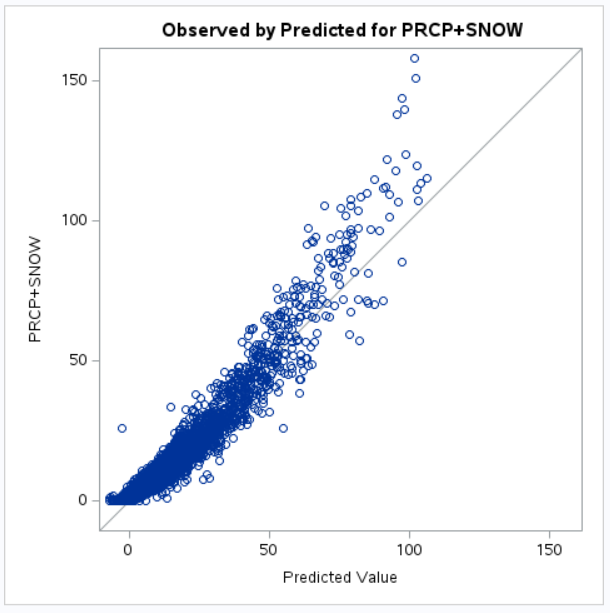 Observed by Predicted for PRCP+SNOW
150
100
50
0
PRCP+SNOW
0 50 100 150
Predicted Value